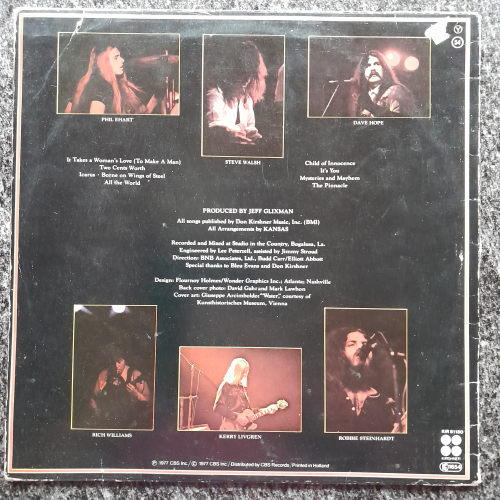 Y
54
PHIL EHART
STEVE WALSH
DAVE HOPE
It Takes a Woman's Love (To Make A Man)
Two Cents Worth
Icarus - Borne on Wings of Steel
All the World
Child of Innocence
It's You
Mysteries and Mayhem
The Pinnacle
PRODUCED BY JEFF GLIXMAN
All songs published by Don Kirshner Music, Inc. (BMI)
All Arrangements by KANSAS
Recorded and Mixed at Studio in the Country, Bogalusa, La.
Engineered by Lee Peterzell, assisted by Jimmy Stroud
Direction: BNB Associates, Ltd., Budd Carr/Elliott Abbott
Special thanks to Bleu Evans and Don Kirshner
Design: Flournoy Holmes/Wonder Graphics Inc.; Atlanta; Nashville
Back cover photo: David Gahr and Mark Lawhon
Cover art: Giuseppe Arcimboldo; "Water," courtesy of
Kunsthistorisches Museum,
Vienna
RICH WILLIAMS
KERRY LIVGREN
ROBBIE STEINHARDT
KIR 81180
KIRSHNER
℗ 1977 CBS Inc./© 1977 CBS Inc./Distributed by CBS Records/Printed in Holland